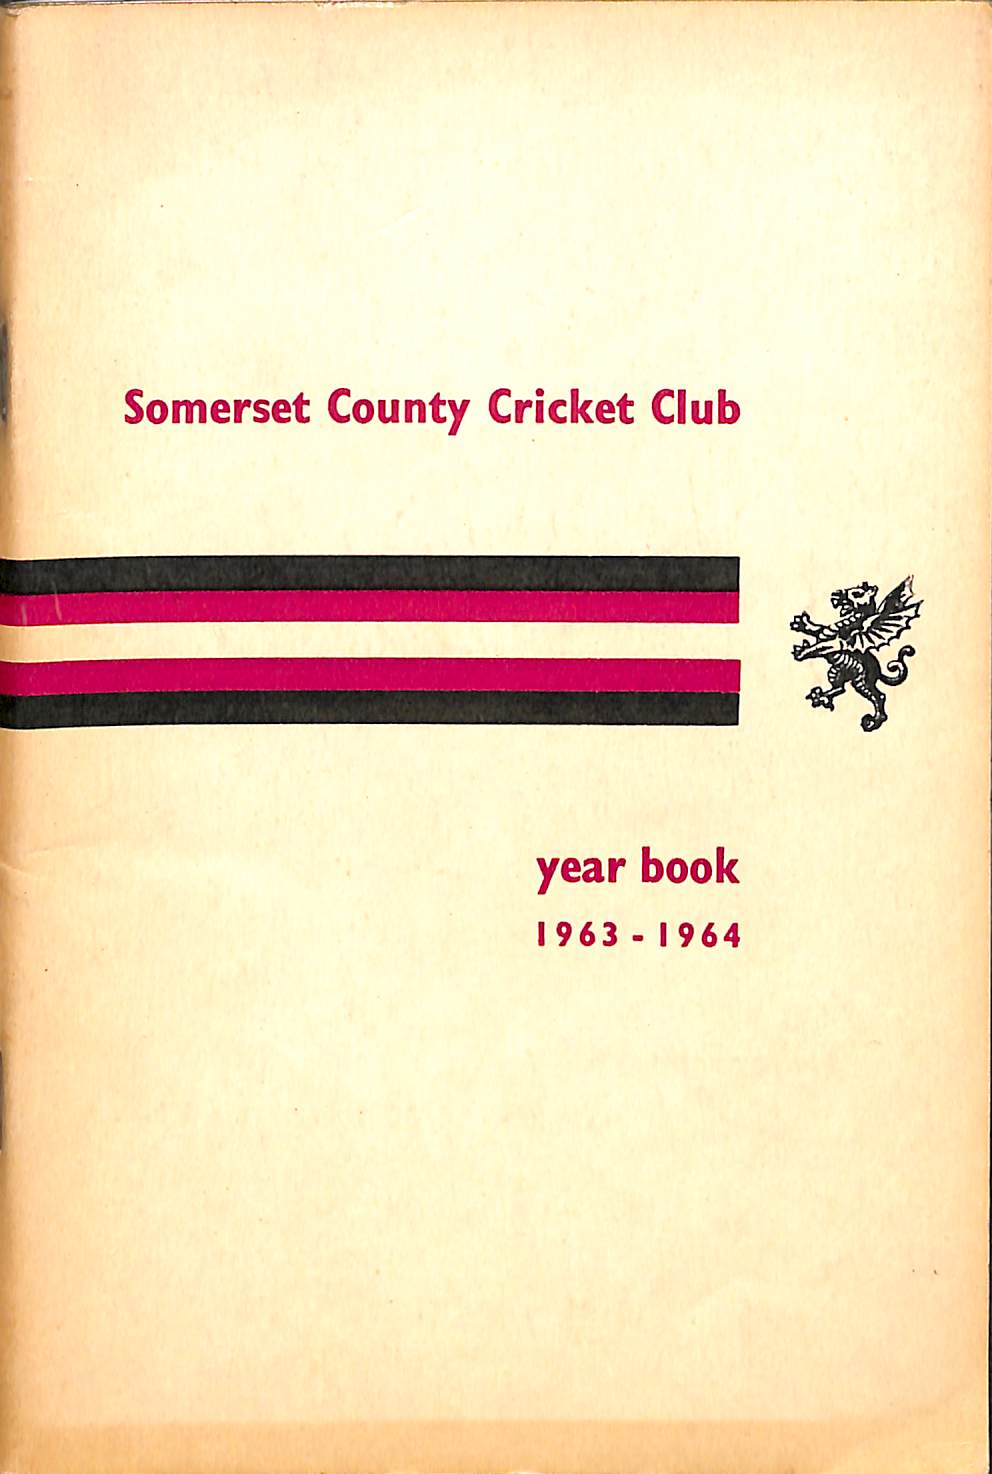 Somerset County Cricket Club
year book
1963 - 1964